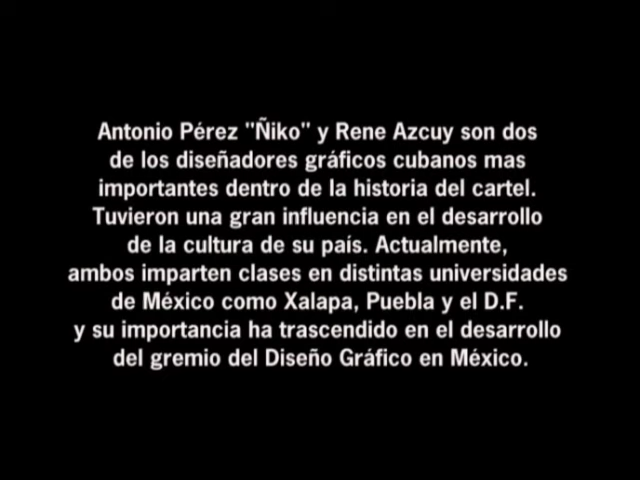 Antonio Pérez "Ñiko" y Rene Azcuy son dos
de los diseñadores gráficos cubanos mas
importantes dentro de la historia del cartel.
Tuvieron una gran influencia en el desarrollo
de la cultura de su país. Actualmente,
ambos imparten clases en distintas universidades
de México como Xalapa, Puebla y el D.F.
y su importancia ha trascendido en el desarrollo
del gremio del Diseño Gráfico en México.